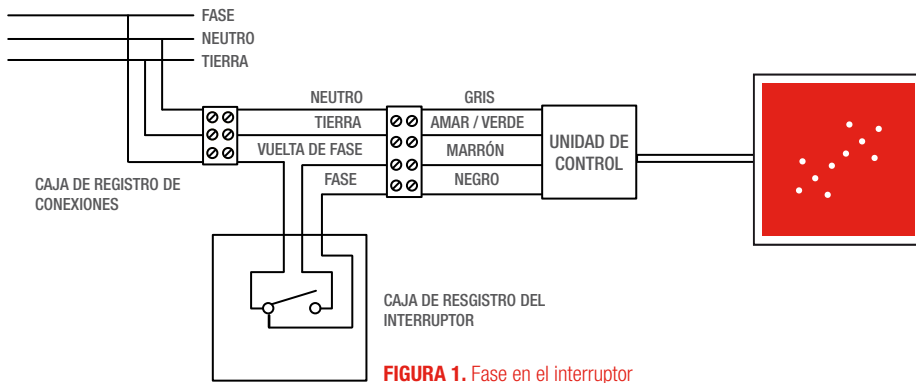 FASE
NEUTRO
TIERRA
NEUTRO
GRIS
TIERRA
AMAR / VERDE
VUELTA DE FASE
MARRÓN
FASE
NEGRO
UNIDAD DE
CONTROL
CAJA DE REGISTRO DE
CONEXIONES
CAJA DE RESGISTRO DEL
INTERRUPTOR
FIGURA 1. Fase en el interruptor